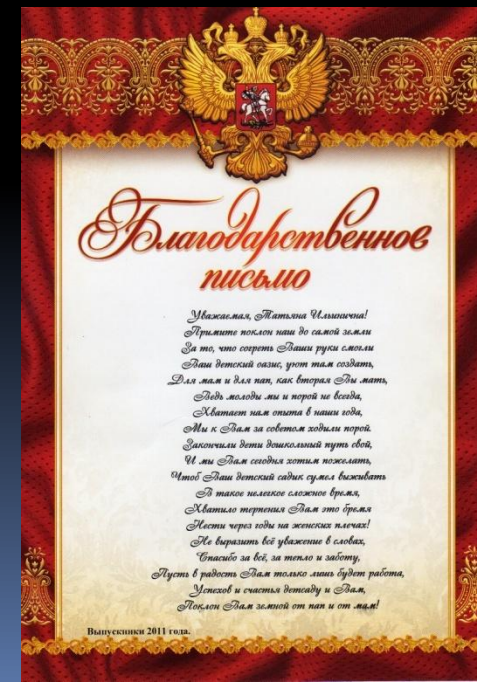 Благодарственное
письмо
Уважаемая, Татьяна Ильинична!
Примите поклон наш до самой земли
За то, что согреть Ваши руки смогли
Ваш детский оазис, уют там создать,
Для мам и для пап, как вторая Вы мать,
Ведь молоды мы и порой не всегда,
Хватает нам опыта в наши года,
Мы к Вам за советом ходили порой.
Закончили дети дошкольный путь свой,
И мы Вам сегодня хотим пожелать,
Чтоб Ваш детский садик сумел выживать
В такое нелегкое сложное время,
Хватило терпения Вам это бремя
Нести через годы на женских плечах!
Не выразить всё уважение в словах,
Спасибо за всё, за тепло и заботу,
Пусть в радость Вам только лишь будет работа,
Успехов и счастья детсаду и Вам,
Поклон Вам земной от пап и от мам!
Выпускники 2011 года.